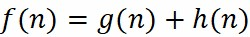 f(n) = g(n) + h(n)